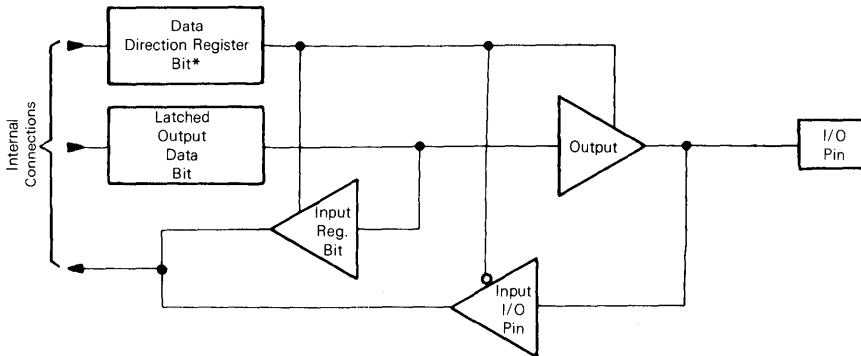 Data
Direction Register
Bit*
Internal
Connections
Latched
Output
Data
Bit
Output
I/O
Pin
Input
Reg.
Bit
Input
I/O
Pin